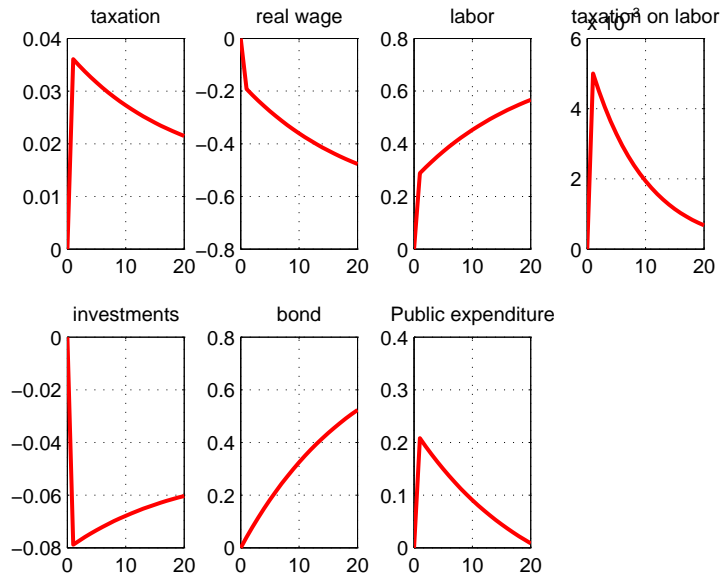 taxation
real wage
labor
taxation on labor
x 10^-3
0.04
0.03
0.02
0.01
0
0 10 20
0
−0.2
−0.4
−0.6
−0.8
0 10 20
0.8
0.6
0.4
0.2
0
0 10 20
6
4
2
0
0 10 20
investments
bond
Public expenditure
0
−0.02
−0.04
−0.06
−0.08
0 10 20
0.8
0.6
0.4
0.2
0
0 10 20
0.4
0.3
0.2
0.1
0
0 10 20